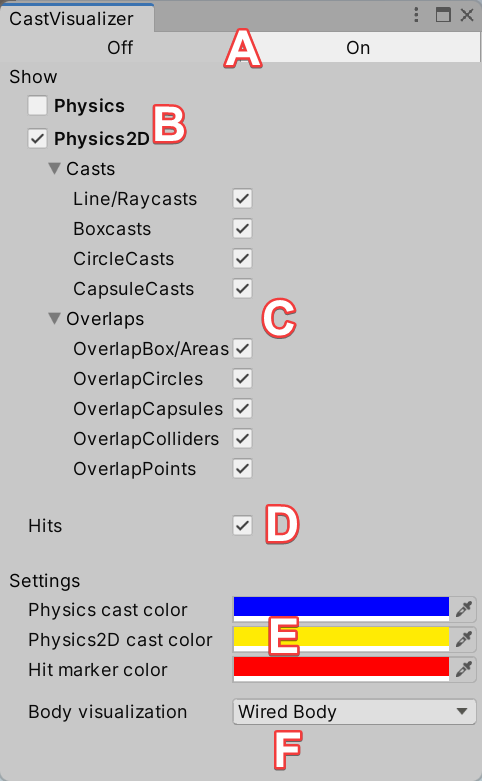 CastVisualizer
Off A On
Show
Physics
B
Physics2D
Casts
Line/Raycasts
Boxcasts
CircleCasts
CapsuleCasts
Overlaps C
OverlapBox/Areas
OverlapCircles
OverlapCapsules
OverlapColliders
OverlapPoints
Hits D
Settings
Physics cast color
Physics2D cast color E
Hit marker color
Body visualization Wired Body
F